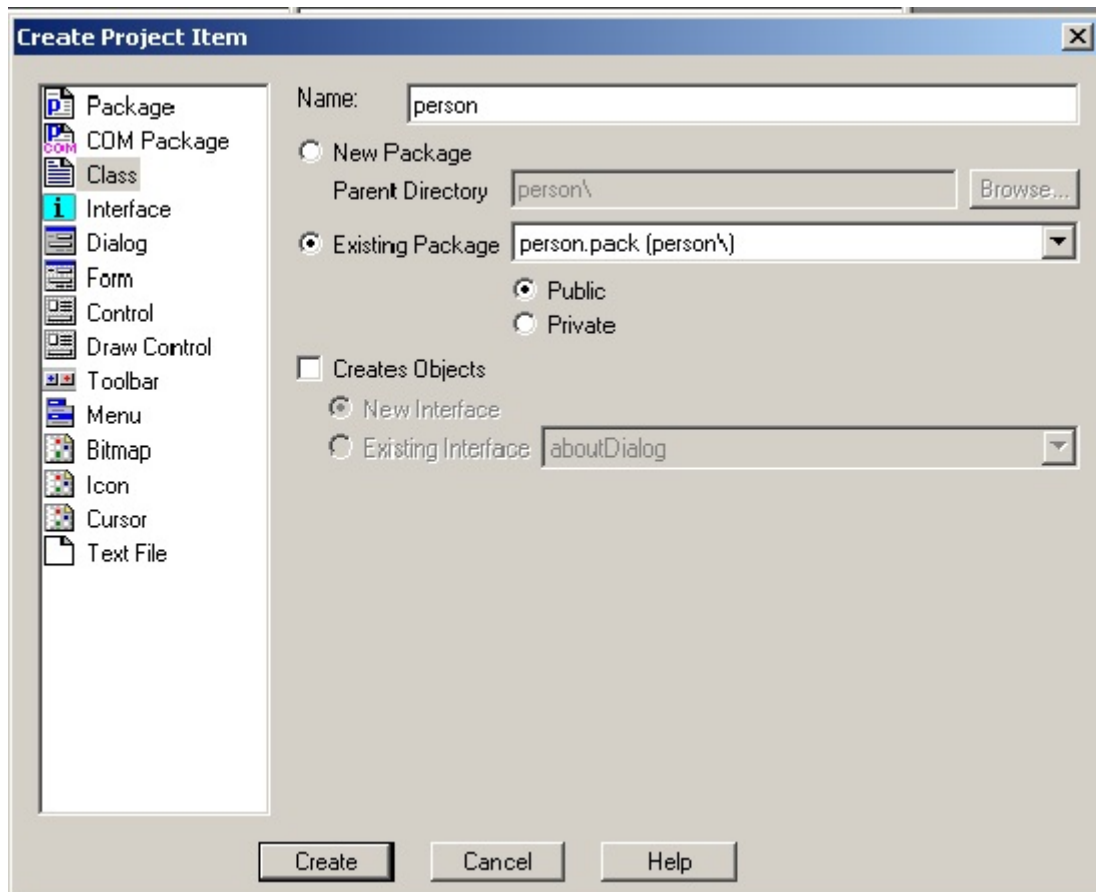 Create Project Item
Package
COM Package
Class
Interface
Dialog
Form
Control
Draw Control
Toolbar
Menu
Bitmap
Icon
Cursor
Text File
Name: person
New Package
Parent Directory person\ Browse...
Existing Package person.pack (person\)
Public
Private
Creates Objects
New Interface
Existing Interface aboutDialog
Create Cancel Help